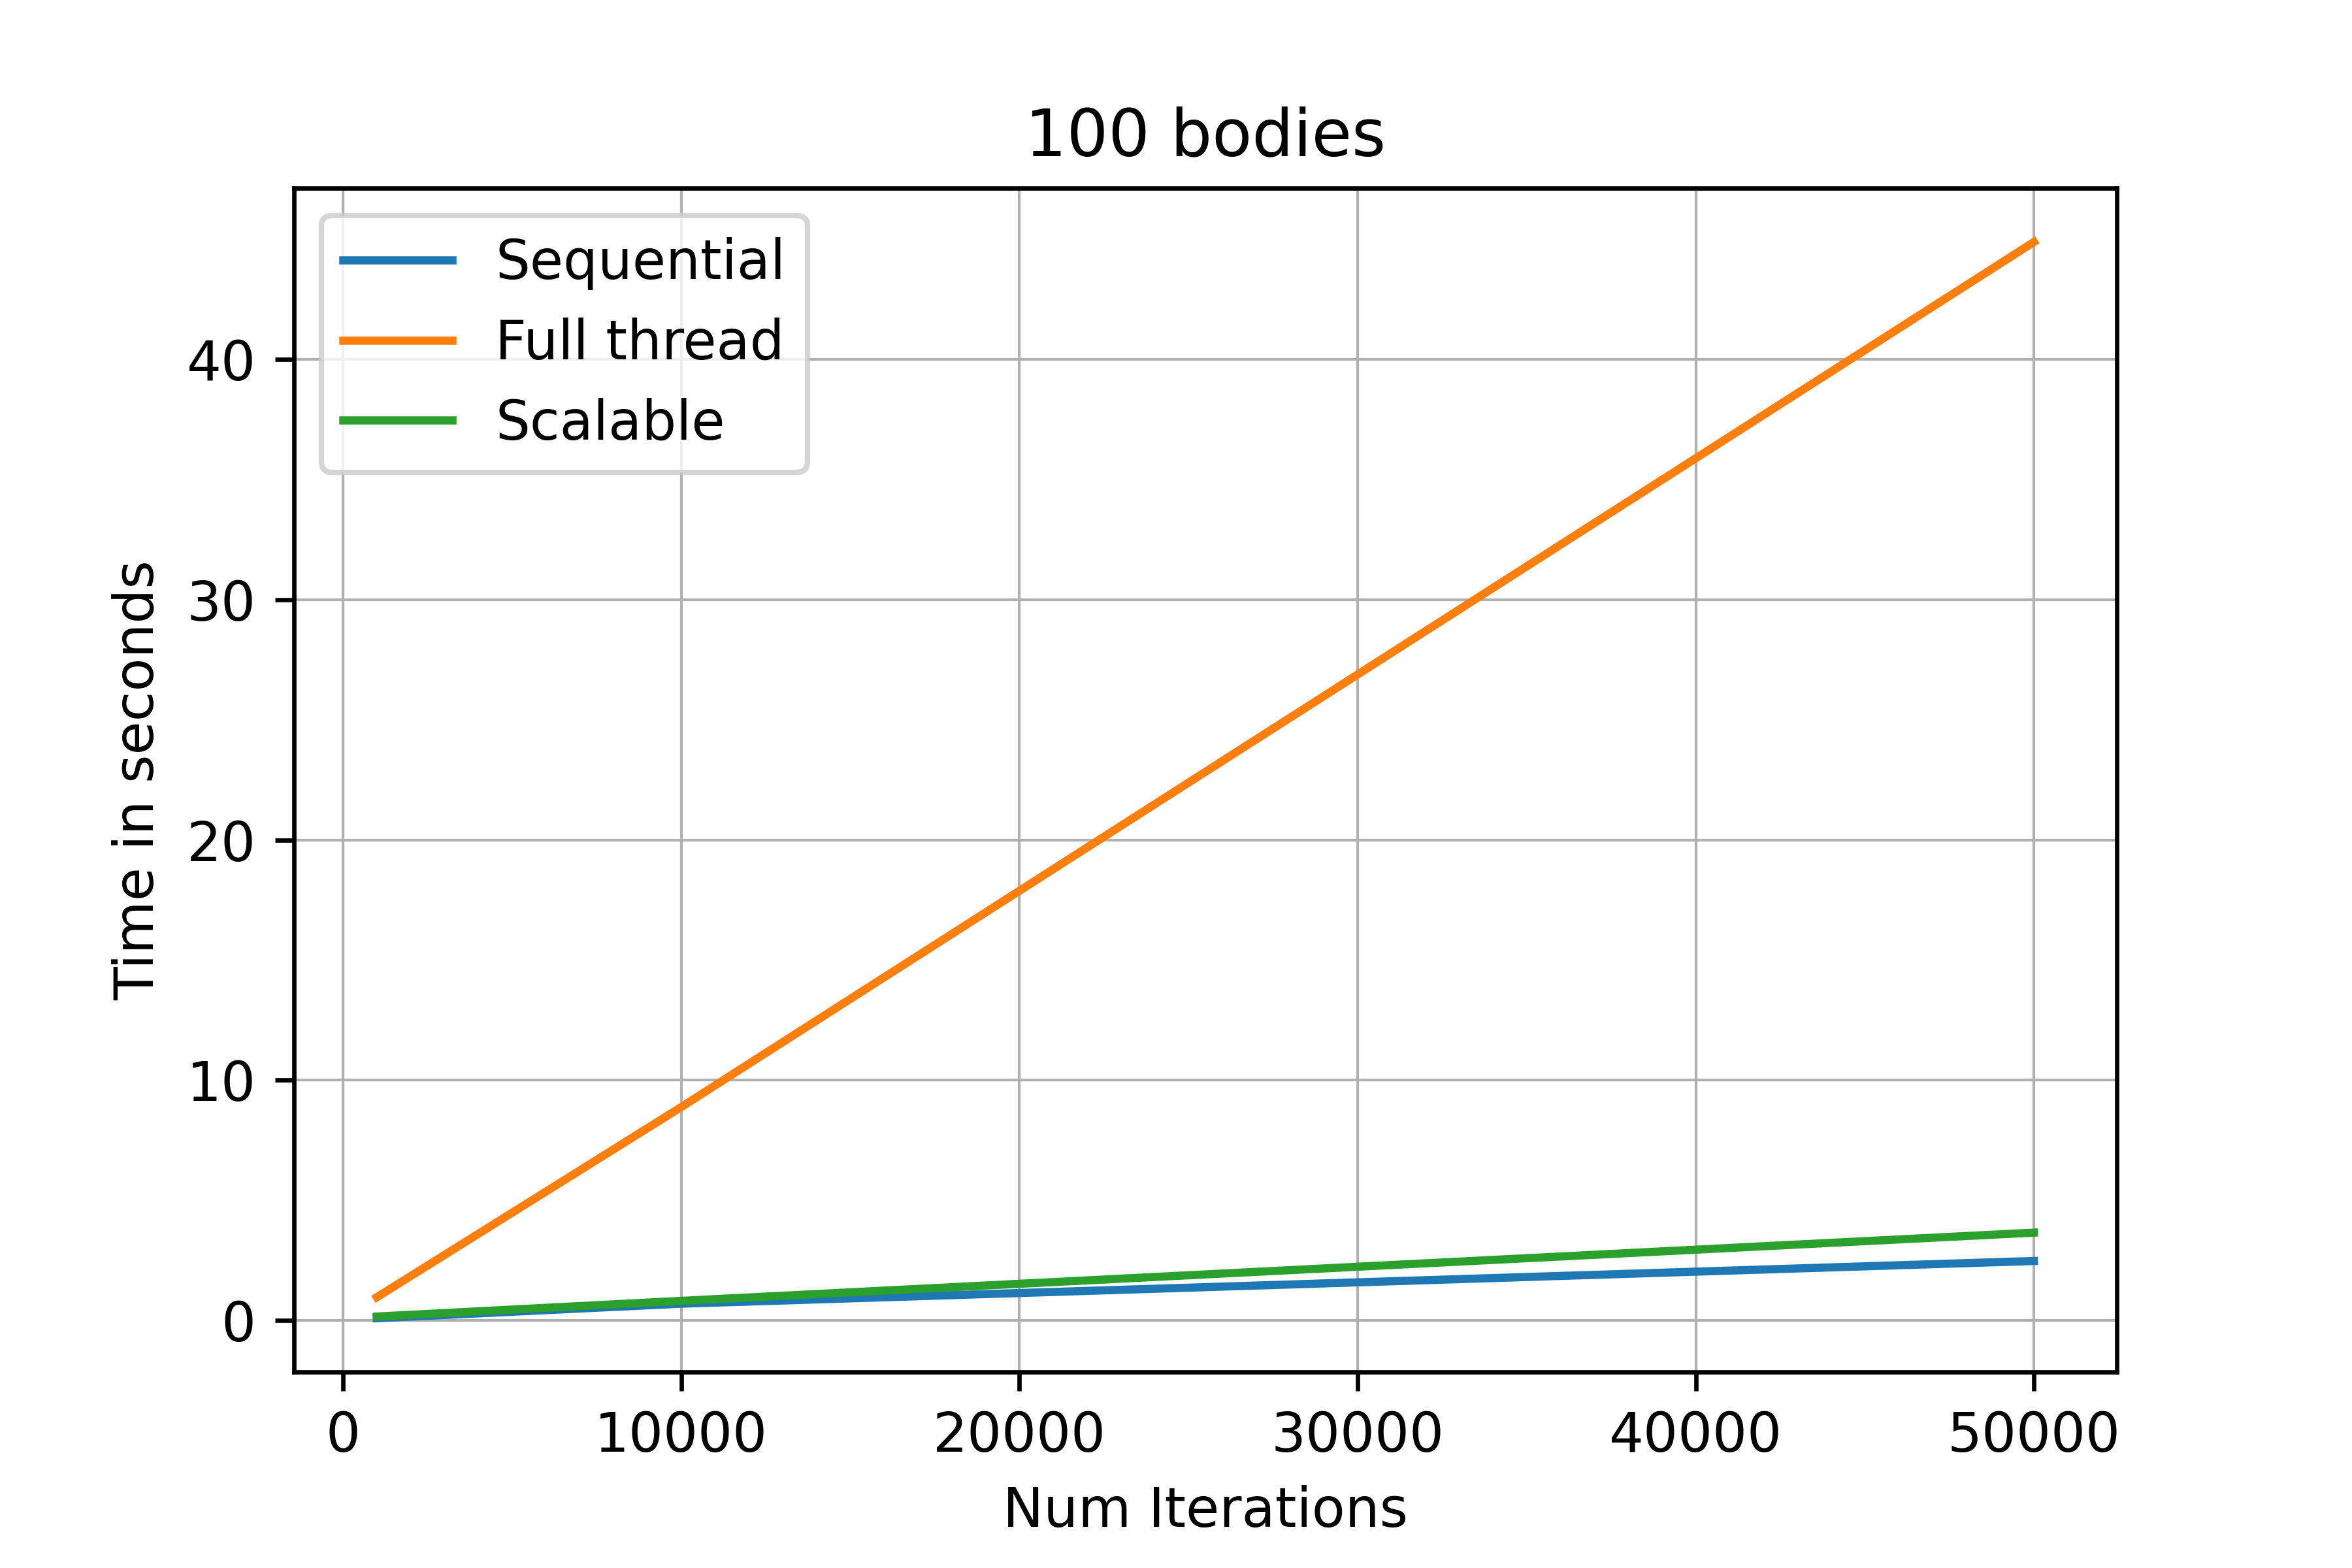 100 bodies
Sequential
Full thread
Scalable
Time in seconds
40
30
20
10
0
0 10000 20000 30000 40000 50000
Num Iterations